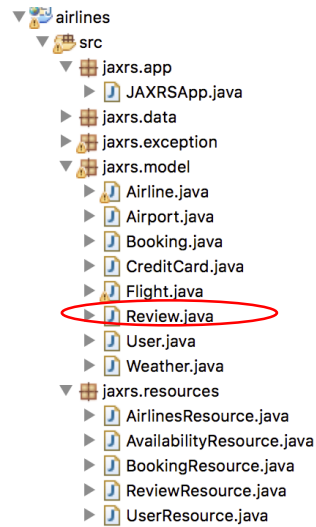 airlines
src
jaxrs.app
JAXRSApp.java
jaxrs.data
jaxrs.exception
jaxrs.model
Airline.java
Airport.java
Booking.java
CreditCard.java
Flight.java
Review.java
User.java
Weather.java
jaxrs.resources
AirlinesResource.java
AvailabilityResource.java
BookingResource.java
ReviewResource.java
UserResource.java